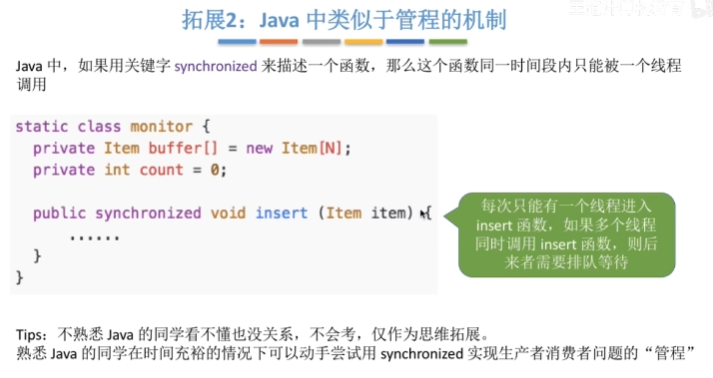 拓展2：Java 中类似于管程的机制
Java 中，如果用关键字 synchronized 来描述一个函数，那么这个函数同一时间段内只能被一个线程
调用
static class monitor {
private Item buffer[] = new Item[N];
private int count = 0;
public synchronized void insert (Item item) {
......
}
}
每次只能有一个线程进入
insert 函数，如果多个线程
同时调用 insert 函数，则后
来者需要排队等待
Tips：不熟悉 Java 的同学看不懂也没关系，不会考，仅作为思维拓展。
熟悉 Java 的同学在时间充裕的情况下可以动手尝试用 synchronized 实现生产者消费者问题的“管程”